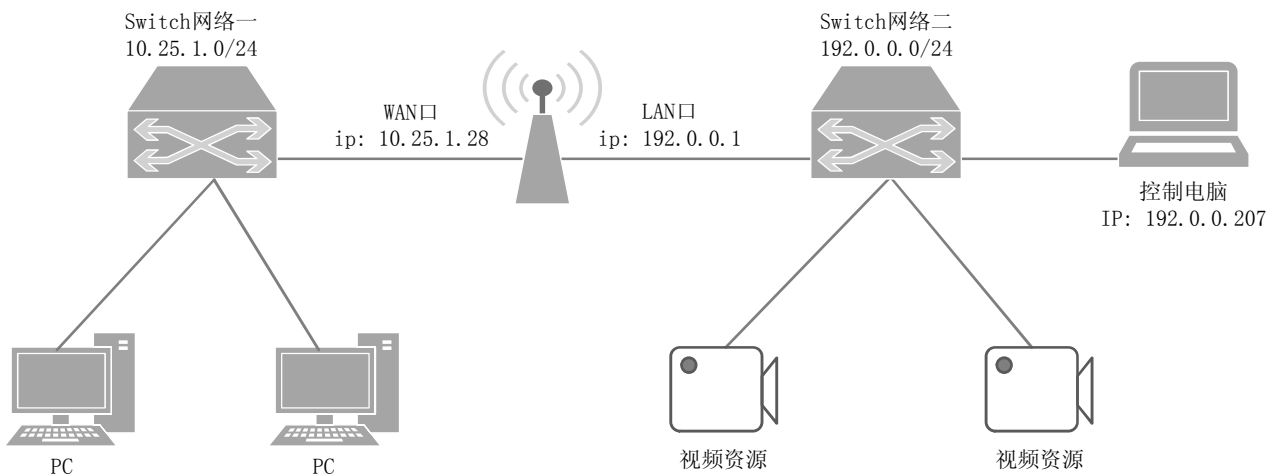 Switch网络一
10.25.1.0/24
Switch网络二
192.0.0.0/24
WAN口
ip: 10.25.1.28
LAN口
ip: 192.0.0.1
控制电脑
IP: 192.0.0.207
PC
PC
视频资源
视频资源